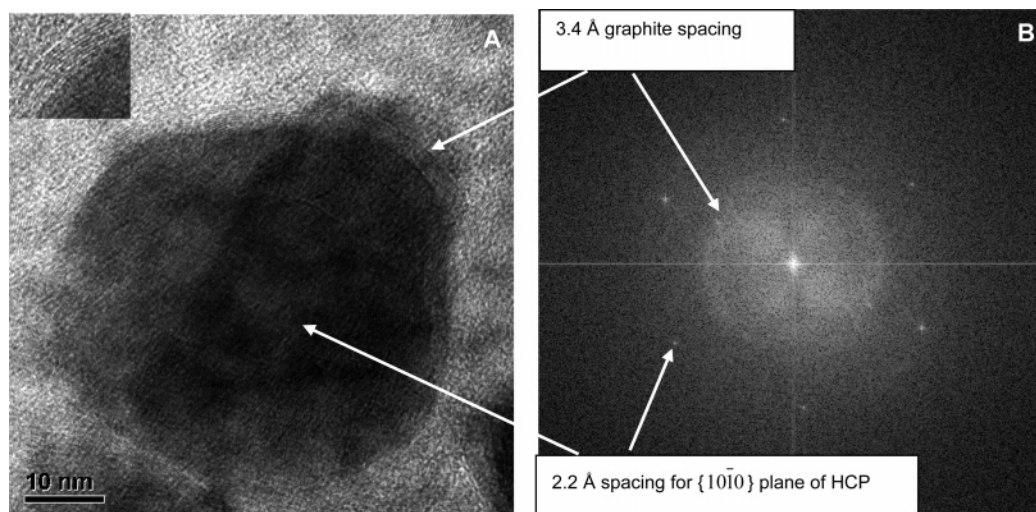 A
3.4 Å graphite spacing
B
10 nm
2.2 Å spacing for {101̄0} plane of HCP